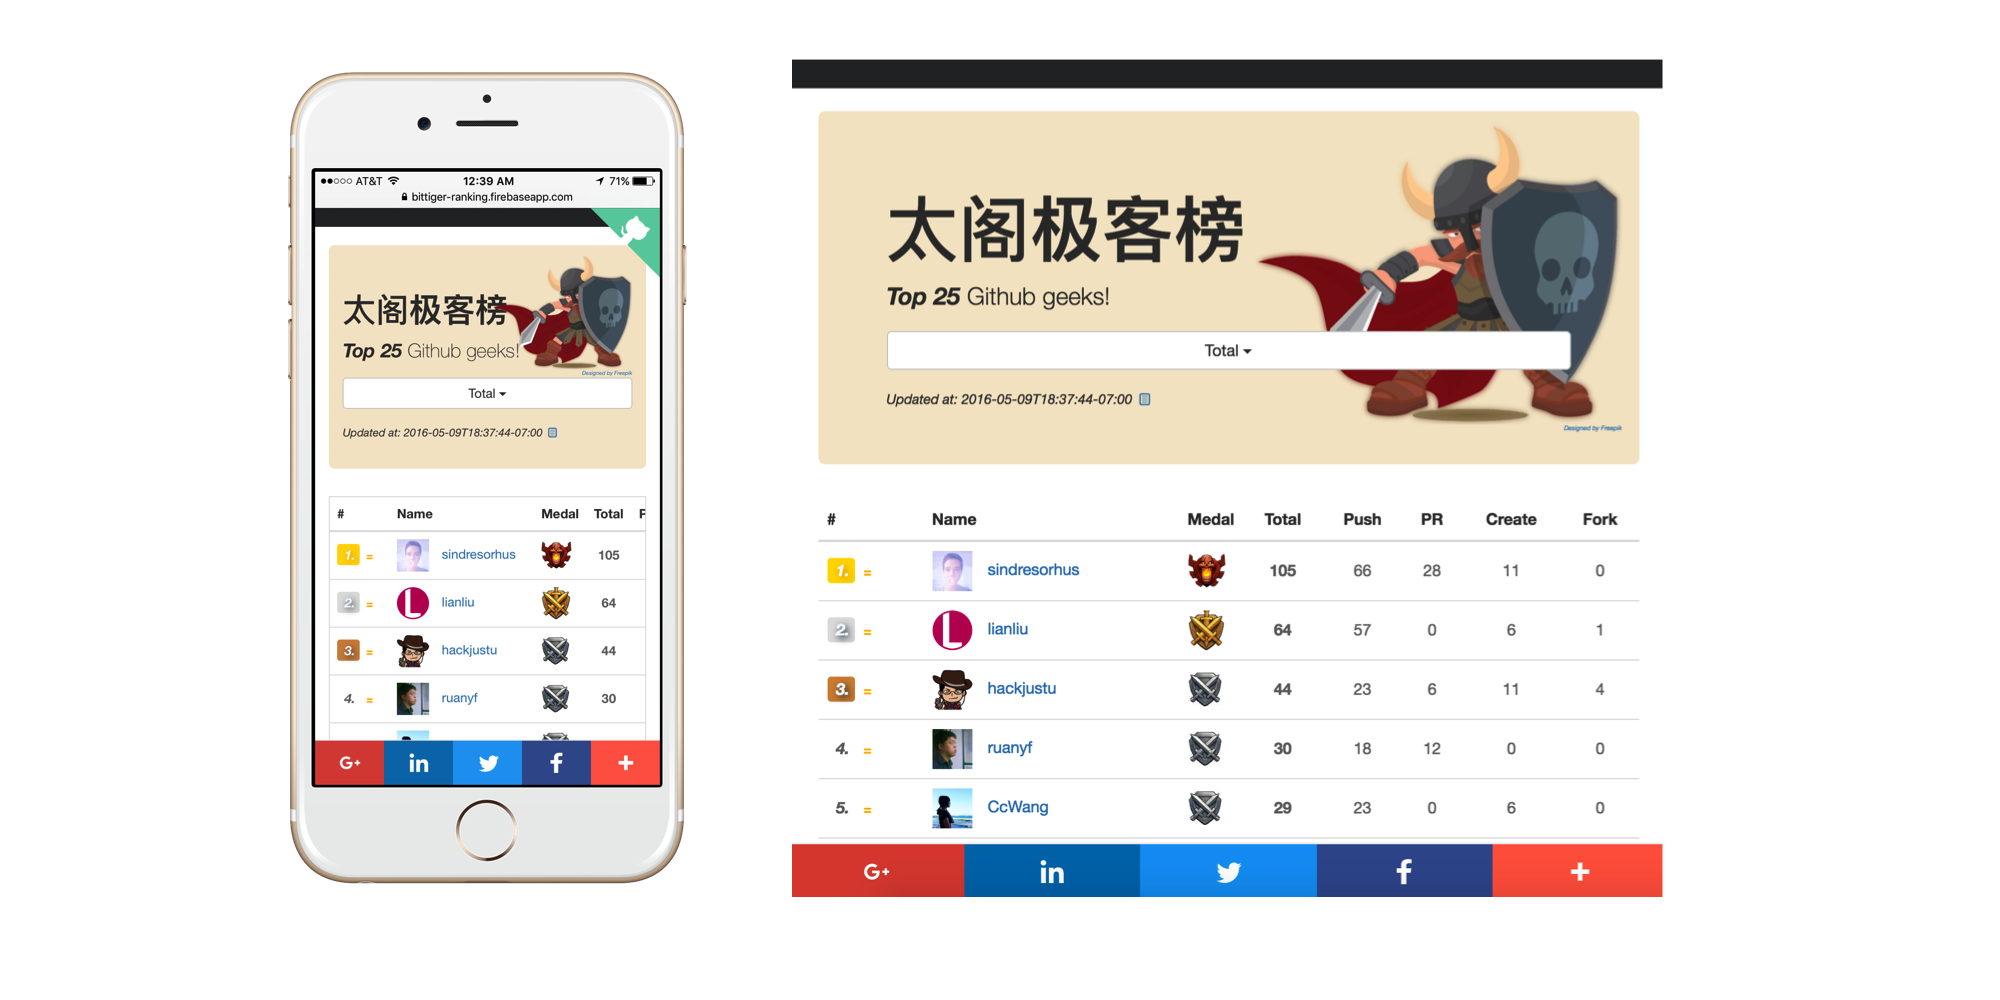 AT&T 12:39 AM 71%
bittiger-ranking.firebaseapp.com
太阁极客榜
Top 25 Github geeks!
Designed by Freepik
Total
Updated at: 2016-05-09T18:37:44-07:00
# Name Medal Total P
1. = sindresorhus 105
2. = L lianliu 64
3. = hackjustu 44
4. = ruanyf 30
G+ in f +
太阁极客榜
Top 25 Github geeks!
Total
Updated at: 2016-05-09T18:37:44-07:00
Designed by Freepik
# Name Medal Total Push PR Create Fork
1. = sindresorhus 105 66 28 11 0
2. = L lianliu 64 57 0 6 1
3. = hackjustu 44 23 6 11 4
4. = ruanyf 30 18 12 0 0
5. = CcWang 29 23 0 6 0
G+ in f +